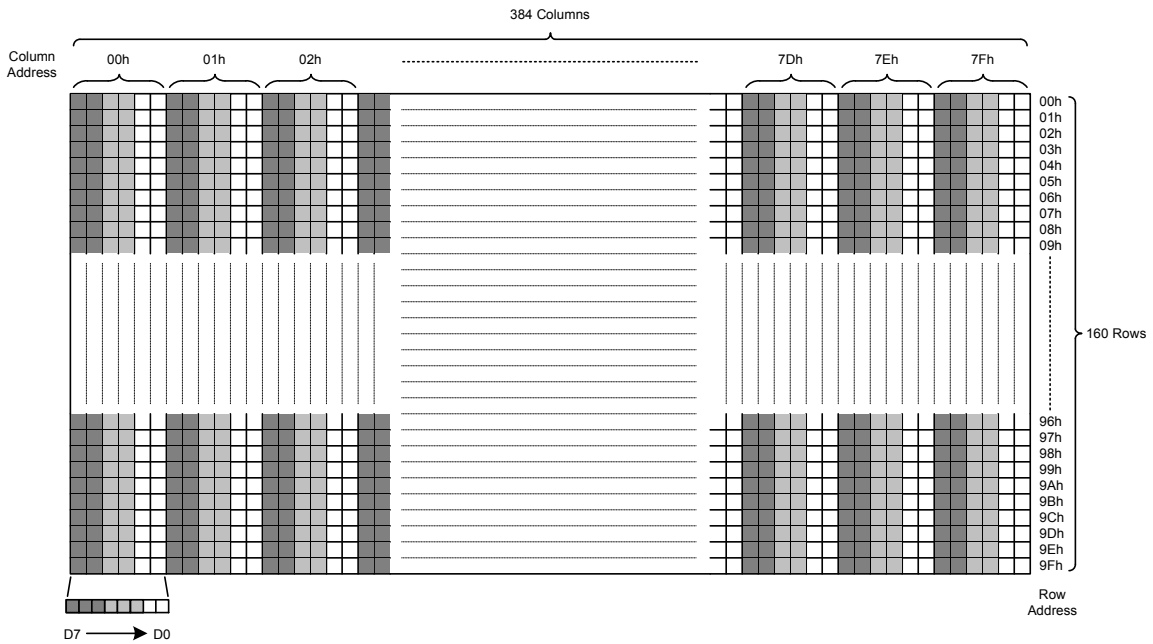 384 Columns
Column
Address
00h 01h 02h 7Dh 7Eh 7Fh
00h
01h
02h
03h
04h
05h
06h
07h
08h
09h
160 Rows
96h
97h
98h
99h
9Ah
9Bh
9Ch
9Dh
9Eh
9Fh
Row
Address
D7 D0